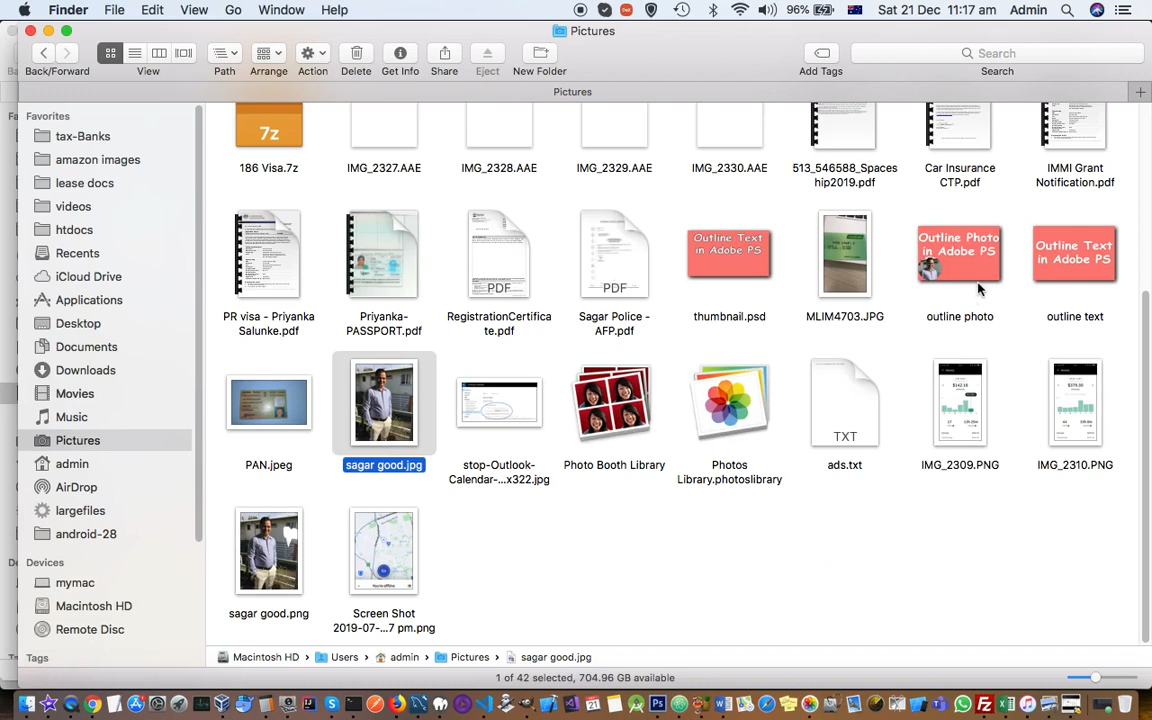 Finder File Edit View Go Window Help 96% Sat 21 Dec 11:17 am Admin
Pictures
Back/Forward View Path Arrange Action Delete Get Info Share Eject New Folder Add Tags Search
Search
Pictures
Favorites
tax-Banks
amazon images
lease docs
videos
htdocs
Recents
iCloud Drive
Applications
Desktop
Documents
Downloads
Movies
Music
Pictures
admin
AirDrop
largefiles
android-28
Devices
mymac
Macintosh HD
Remote Disc
Tags
7z
186 Visa.7z
IMG_2327.AAE
IMG_2328.AAE
IMG_2329.AAE
IMG_2330.AAE
513_546588_Spaces
hip2019.pdf
Car Insurance
CTP.pdf
IMMI Grant
Notification.pdf
PR visa - Priyanka
Salunke.pdf
Priyanka-
PASSPORT.pdf
PDF
RegistrationCertifica
te.pdf
PDF
Sagar Police -
AFP.pdf
Outline Text
in Adobe PS
thumbnail.psd
MLIM4703.JPG
Outline Photo
in Adobe PS
outline photo
Outline Text
in Adobe PS
outline text
PAN.jpeg
sagar good.jpg
stop-Outlook-
Calendar-...x322.jpg
Photo Booth Library
Photos
Library.photoslibrary
TXT
ads.txt
IMG_2309.PNG
IMG_2310.PNG
sagar good.png
Screen Shot
2019-07-...7 pm.png
Macintosh HD Users admin Pictures sagar good.jpg
1 of 42 selected, 704.96 GB available